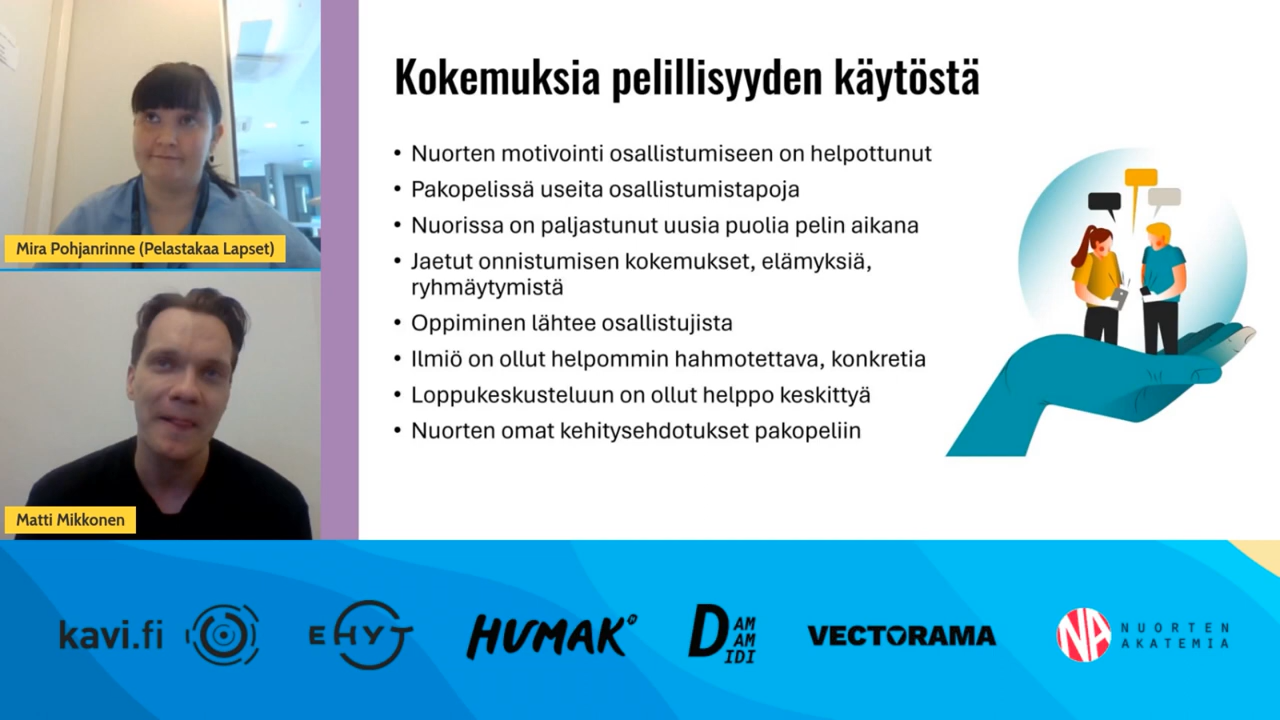 Mira Pohjanrinne (Pelastakaa Lapset)
Matti Mikkonen
Kokemuksia pelillisyyden käytöstä
• Nuorten motivointi osallistumiseen on helpottunut
• Pakopelissä useita osallistumistapoja
• Nuorissa on paljastunut uusia puolia pelin aikana
• Jaetut onnistumisen kokemukset, elämyksiä,
ryhmäytymistä
• Oppiminen lähtee osallistujista
• Ilmiö on ollut helpommin hahmotettava, konkretia
• Loppukeskusteluun on ollut helppo keskittyä
• Nuorten omat kehitysehdotukset pakopeliin
kavi.fi
EHYT
HUMAK
DAM
AM
IDI
VECTORAMA
NA NUORTEN
AKATEMIA